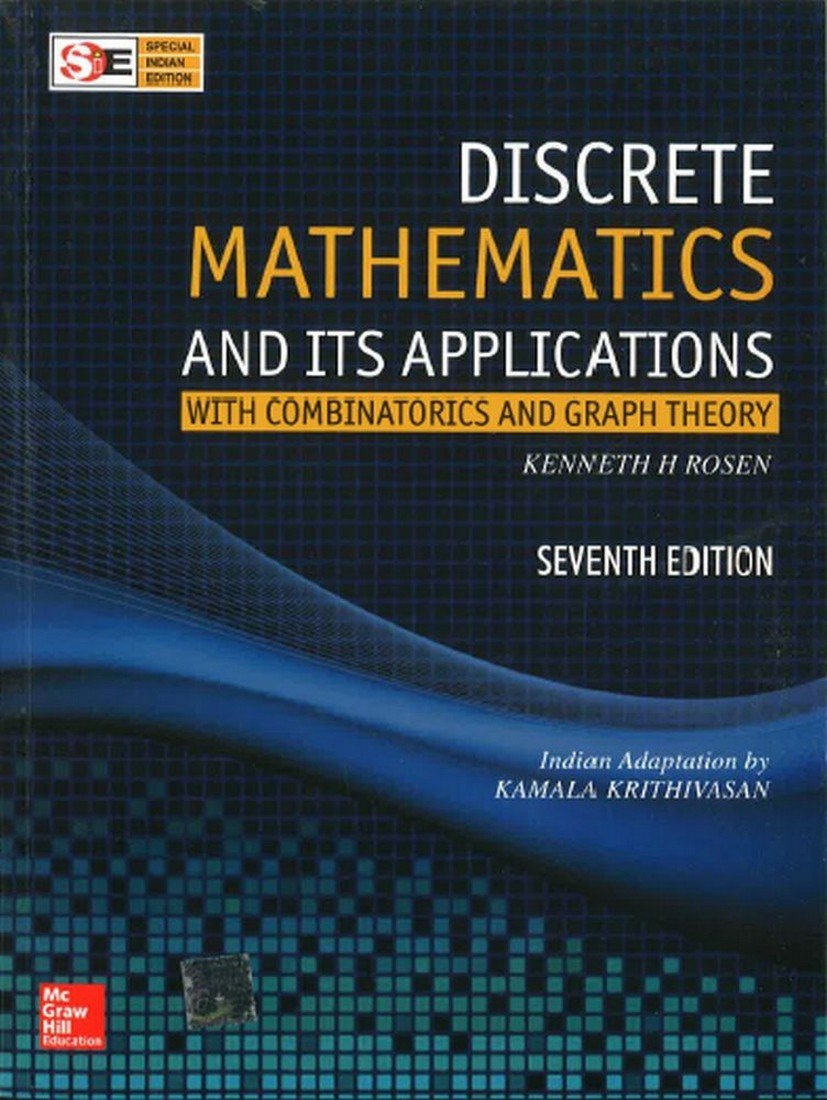 SiE
SPECIAL
INDIAN
EDITION
DISCRETE
MATHEMATICS
AND ITS APPLICATIONS
WITH COMBINATORICS AND GRAPH THEORY
KENNETH H ROSEN
SEVENTH EDITION
Indian Adaptation by
KAMALA KRITHIVASAN
Mc
Graw
Hill
Education